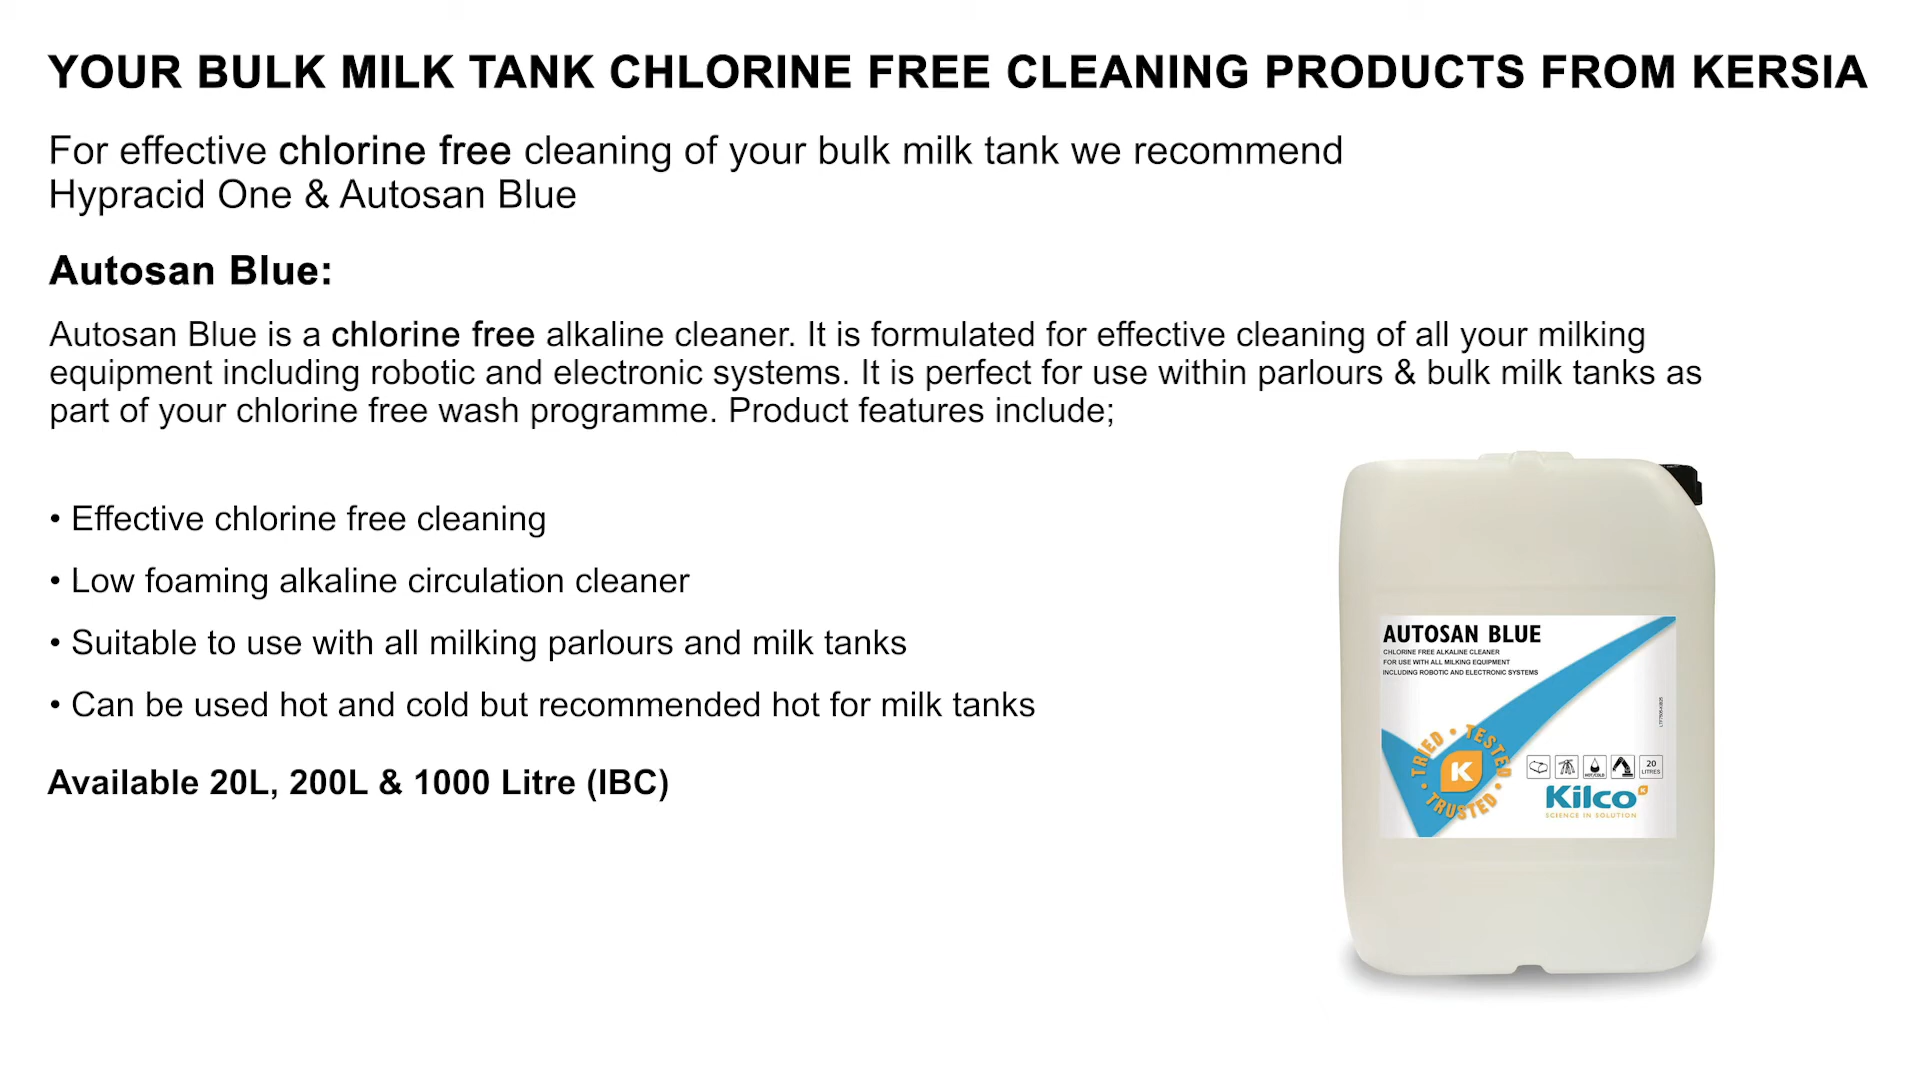 YOUR BULK MILK TANK CHLORINE FREE CLEANING PRODUCTS FROM KERSIA
For effective chlorine free cleaning of your bulk milk tank we recommend
Hypracid One & Autosan Blue
Autosan Blue:
Autosan Blue is a chlorine free alkaline cleaner. It is formulated for effective cleaning of all your milking
equipment including robotic and electronic systems. It is perfect for use within parlours & bulk milk tanks as
part of your chlorine free wash programme. Product features include;
• Effective chlorine free cleaning
• Low foaming alkaline circulation cleaner
• Suitable to use with all milking parlours and milk tanks
• Can be used hot and cold but recommended hot for milk tanks
Available 20L, 200L & 1000 Litre (IBC)
AUTOSAN BLUE
CHLORINE FREE ALKALINE CLEANER
FOR USE WITH ALL MILKING EQUIPMENT
INCLUDING ROBOTIC AND ELECTRONIC SYSTEMS
TRIED • TESTED • TRUSTED •
K
HOT/COLD
20
LITRES
Kilco
SCIENCE IN SOLUTION